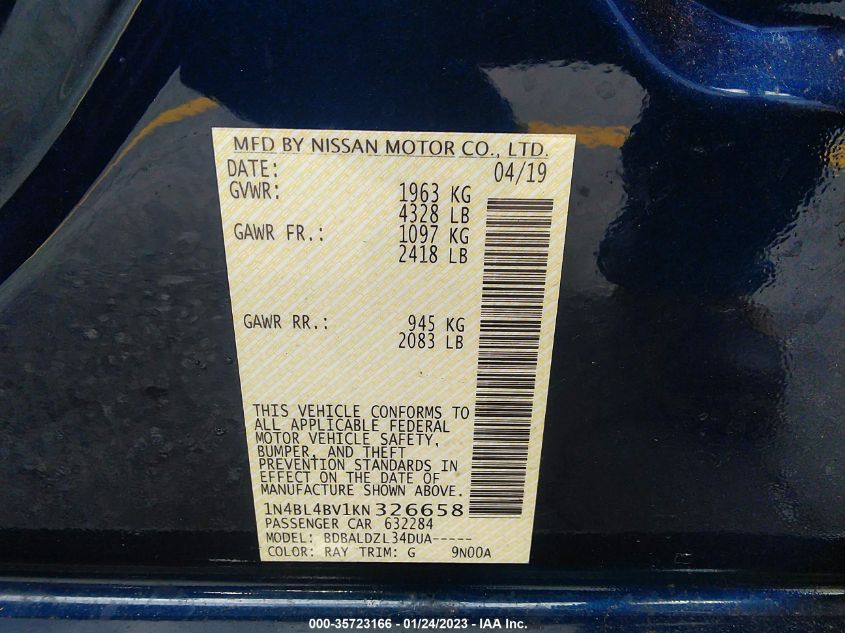 MFD BY NISSAN MOTOR CO., LTD.
DATE: 04/19
GVWR: 1963 KG
4328 LB
GAWR FR.: 1097 KG
2418 LB
GAWR RR.: 945 KG
2083 LB
THIS VEHICLE CONFORMS TO
ALL APPLICABLE FEDERAL
MOTOR VEHICLE SAFETY,
BUMPER, AND THEFT
PREVENTION STANDARDS IN
EFFECT ON THE DATE OF
MANUFACTURE SHOWN ABOVE.
1N4BL4BV1KN326658
PASSENGER CAR 632284
MODEL: BDBALDZL34DUA-----
COLOR: RAY TRIM: G 9N00A
000-35723166 - 01/24/2023 - IAA Inc.